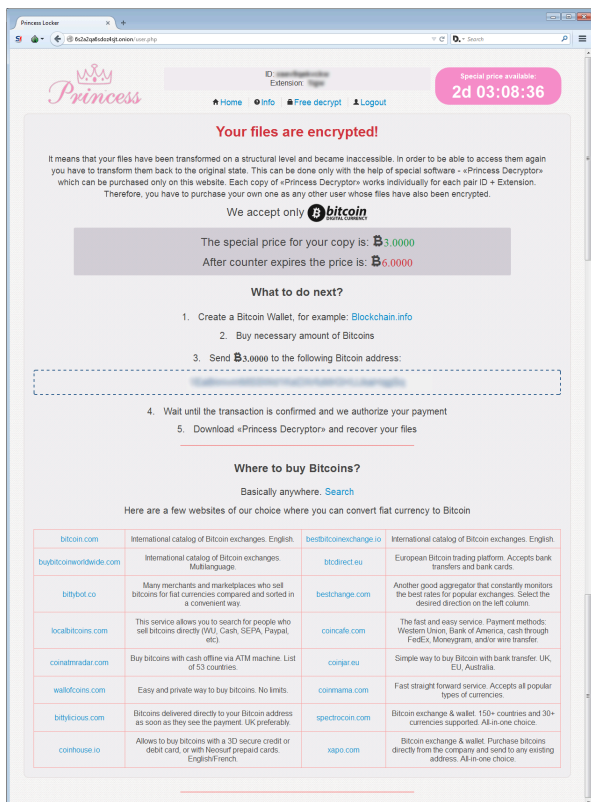 Princess Locker
6s2a2qa6sdoz4sjt.onion/user.php
Search
Princess
ID:
Extension:
Home Info Free decrypt Logout
Special price available:
2d 03:08:36
Your files are encrypted!
It means that your files have been transformed on a structural level and became inaccessible. In order to be able to access them again
you have to transform them back to the original state. This can be done only with the help of special software - «Princess Decryptor»
which can be purchased only on this website. Each copy of «Princess Decryptor» works individually for each pair ID + Extension.
Therefore, you have to purchase your own one as any other user whose files have also been encrypted.
We accept only bitcoin
DIGITAL CURRENCY
The special price for your copy is: ₿3.0000
After counter expires the price is: ₿6.0000
What to do next?
1. Create a Bitcoin Wallet, for example: Blockchain.info
2. Buy necessary amount of Bitcoins
3. Send ₿3.0000 to the following Bitcoin address:
4. Wait until the transaction is confirmed and we authorize your payment
5. Download «Princess Decryptor» and recover your files
Where to buy Bitcoins?
Basically anywhere. Search
Here are a few websites of our choice where you can convert fiat currency to Bitcoin
bitcoin.com
International catalog of Bitcoin exchanges. English.
bestbitcoinexchange.io
International catalog of Bitcoin exchanges. English.
buybitcoinworldwide.com
International catalog of Bitcoin exchanges.
Multilanguage.
btcdirect.eu
European Bitcoin trading platform. Accepts bank
transfers and bank cards.
bittybot.co
Many merchants and marketplaces who sell
bitcoins for fiat currencies compared and sorted in
a convenient way.
bestchange.com
Another good aggregator that constantly monitors
the best rates for popular exchanges. Select the
desired direction on the left column.
localbitcoins.com
This service allows you to search for people who
sell bitcoins directly (WU, Cash, SEPA, Paypal,
etc).
coincafe.com
The fast and easy service. Payment methods:
Western Union, Bank of America, cash through
FedEx, Moneygram, and/or wire transfer.
coinatmradar.com
Buy bitcoins with cash offline via ATM machine. List
of 53 countries.
coinjar.eu
Simple way to buy Bitcoin with bank transfer. UK,
EU, Australia.
wallofcoins.com
Easy and private way to buy bitcoins. No limits.
coinmama.com
Fast straight forward service. Accepts all popular
types of currencies.
bittylicious.com
Bitcoins delivered directly to your Bitcoin address
as soon as they see the payment. UK preferably.
spectrocoin.com
Bitcoin exchange & wallet. 150+ countries and 30+
currencies supported. All-in-one choice.
coinhouse.io
Allows to buy bitcoins with a 3D secure credit or
debit card, or with Neosurf prepaid cards.
English/French.
xapo.com
Bitcoin exchange & wallet. Purchase bitcoins
directly from the company and send to any existing
address. All-in-one choice.